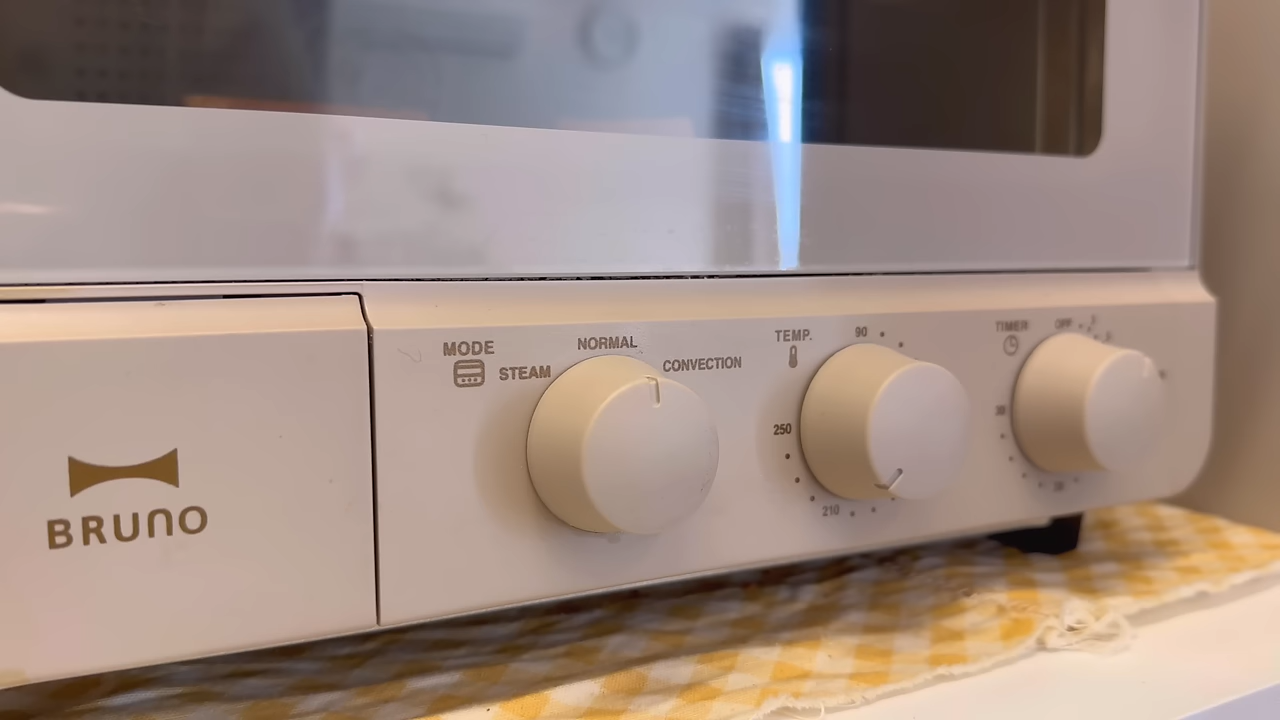 MODE
NORMAL
STEAM
CONVECTION
TEMP.
90
250
210
TIMER
OFF
30
BRUNO